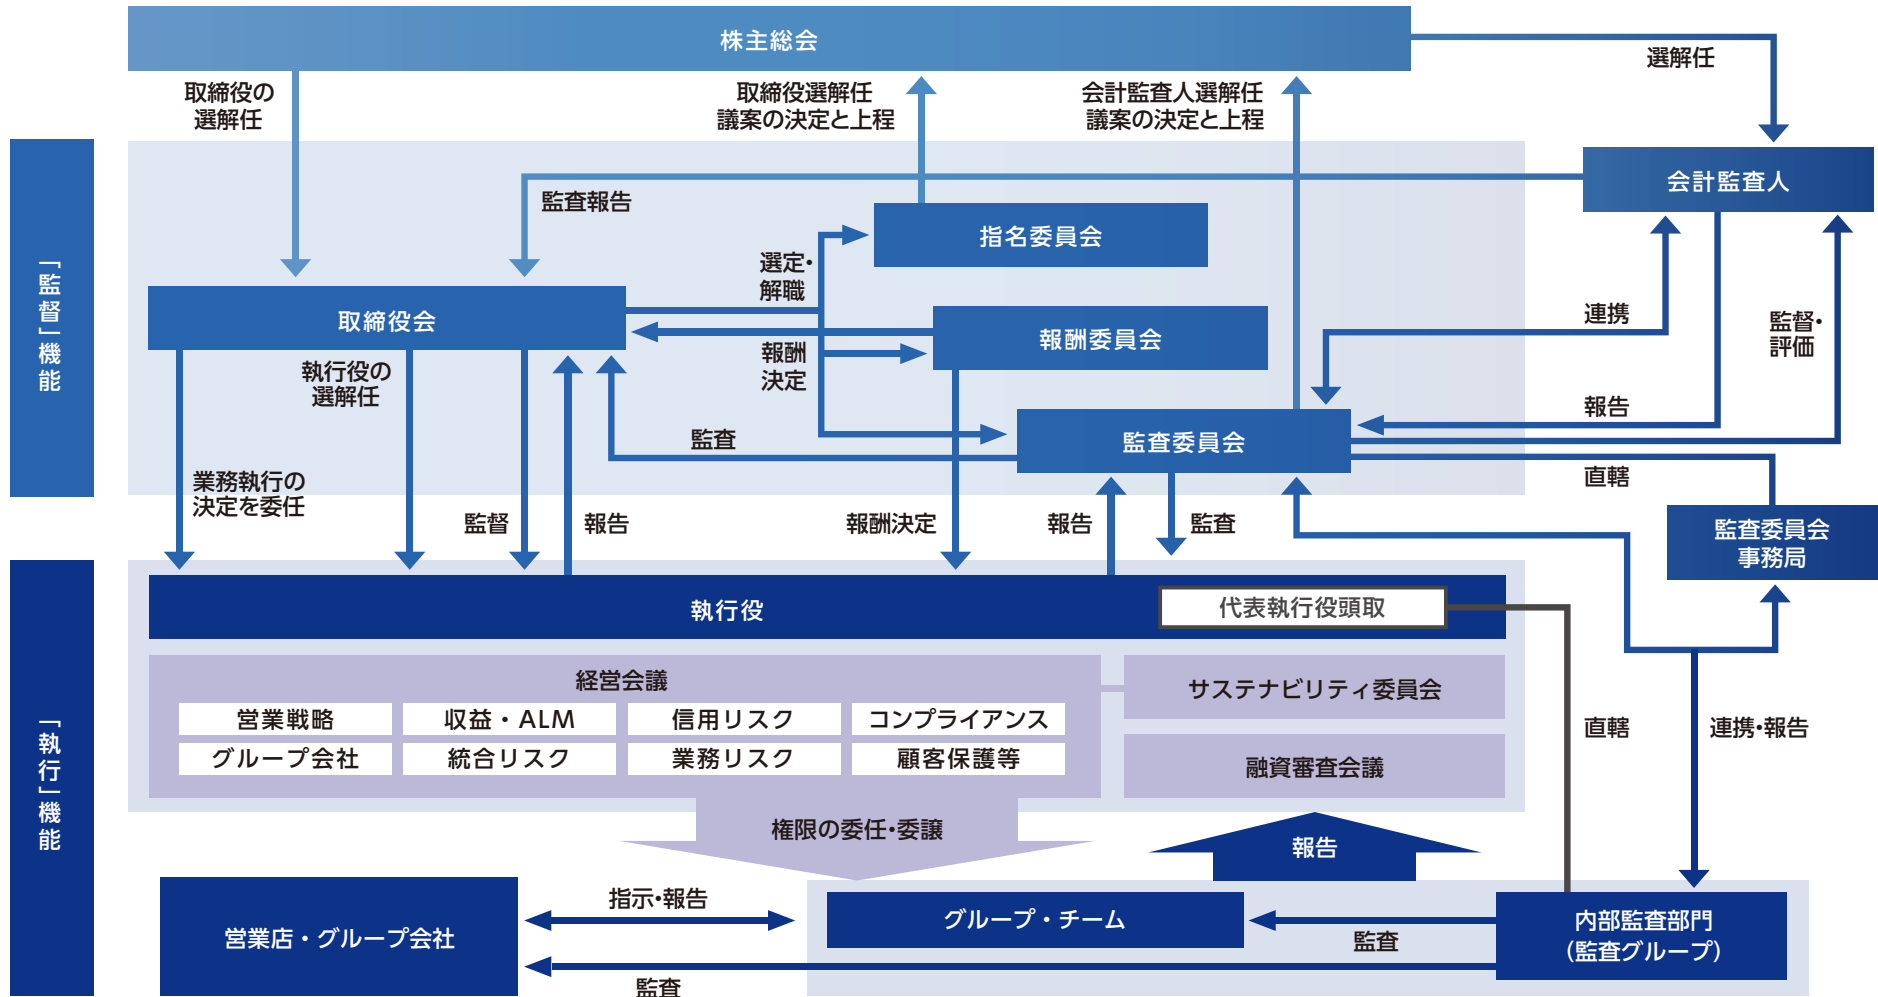 株主総会
選解任
取締役の
選解任
取締役選解任
議案の決定と上程
会計監査人選解任
議案の決定と上程
「監督」機能
会計監査人
監査報告
指名委員会
選定・
解職
取締役会
報酬委員会
連携
監督・
評価
報酬
決定
執行役の
選解任
報告
監査
監査委員会
直轄
業務執行の
決定を委任
監督
報告
報酬決定
報告
監査
監査委員会
事務局
「執行」機能
執行役
代表執行役頭取
経営会議
サステナビリティ委員会
営業戦略
収益・ALM
信用リスク
コンプライアンス
グループ会社
統合リスク
業務リスク
顧客保護等
融資審査会議
直轄
連携・報告
権限の委任・委譲
報告
営業店・グループ会社
指示・報告
グループ・チーム
監査
内部監査部門
（監査グループ）
監査